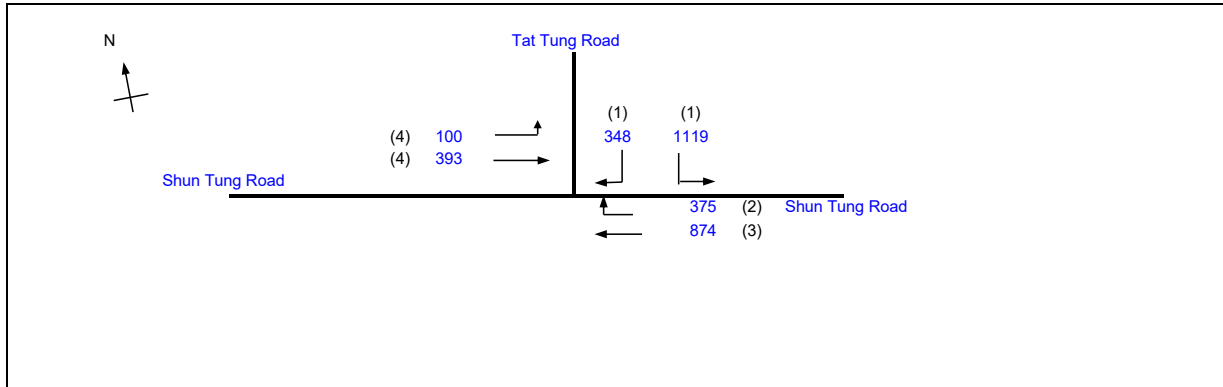 N
Tat Tung Road
(1) (1)
(4) 100 348 1119
(4) 393
Shun Tung Road
375 (2) Shun Tung Road
874 (3)